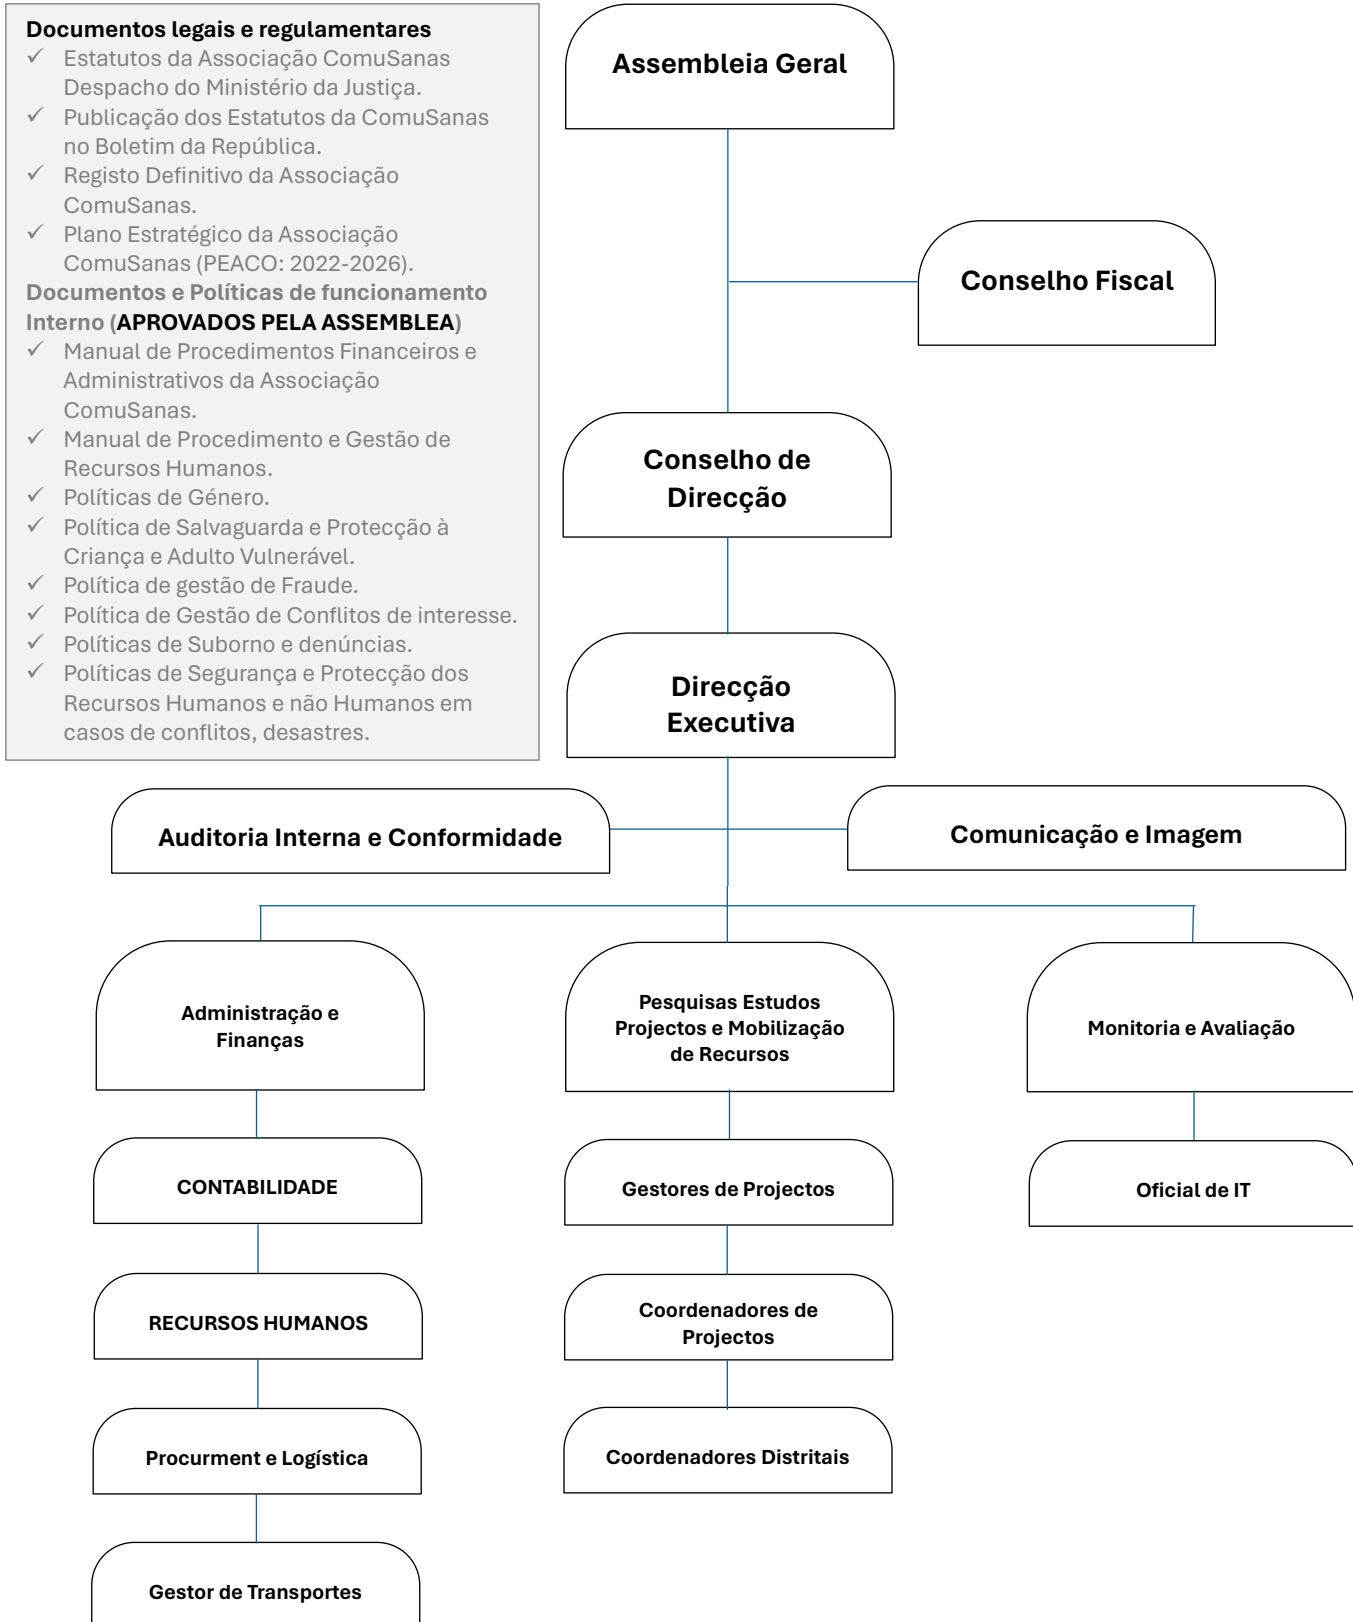 Documentos legais e regulamentares
✓ Estatutos da Associação ComuSanas
Despacho do Ministério da Justiça.
✓ Publicação dos Estatutos da ComuSanas
no Boletim da República.
✓ Registo Definitivo da Associação
ComuSanas.
✓ Plano Estratégico da Associação
ComuSanas (PEACO: 2022-2026).
Documentos e Políticas de funcionamento
Interno (APROVADOS PELA ASSEMBLEA)
✓ Manual de Procedimentos Financeiros e
Administrativos da Associação
ComuSanas.
✓ Manual de Procedimento e Gestão de
Recursos Humanos.
✓ Políticas de Género.
✓ Política de Salvaguarda e Protecção à
Criança e Adulto Vulnerável.
✓ Política de gestão de Fraude.
✓ Política de Gestão de Conflitos de interesse.
✓ Políticas de Suborno e denúncias.
✓ Políticas de Segurança e Protecção dos
Recursos Humanos e não Humanos em
casos de conflitos, desastres.
Assembleia Geral
Conselho Fiscal
Conselho de
Direcção
Direcção
Executiva
Auditoria Interna e Conformidade
Comunicação e Imagem
Administração e
Finanças
Pesquisas Estudos
Projectos e Mobilização
de Recursos
Monitoria e Avaliação
CONTABILIDADE
Gestores de Projectos
Oficial de IT
RECURSOS HUMANOS
Coordenadores de
Projectos
Procurment e Logística
Coordenadores Distritais
Gestor de Transportes